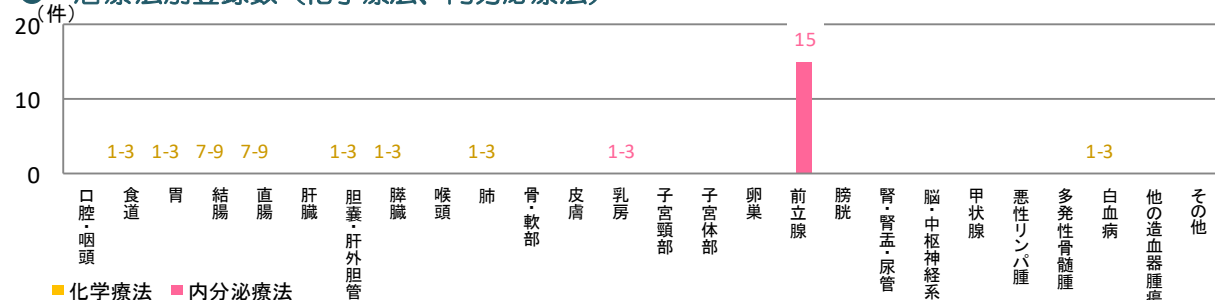 ● 治療法別登録数（化学療法、内分泌療法）
（件）
20
10
0
15
1-3 1-3 7-9 7-9 1-3 1-3 1-3 1-3 1-3
口腔・咽頭
食道
胃
結腸
直腸
肝臓
胆嚢・肝外胆管
膵臓
喉頭
肺
骨・軟部
皮膚
乳房
子宮頸部
子宮体部
卵巣
前立腺
膀胱
腎・腎盂・尿管
脳・中枢神経系
甲状腺
悪性リンパ腫
多発性骨髄腫
白血病
他の造血器腫瘍
その他
化学療法 内分泌療法